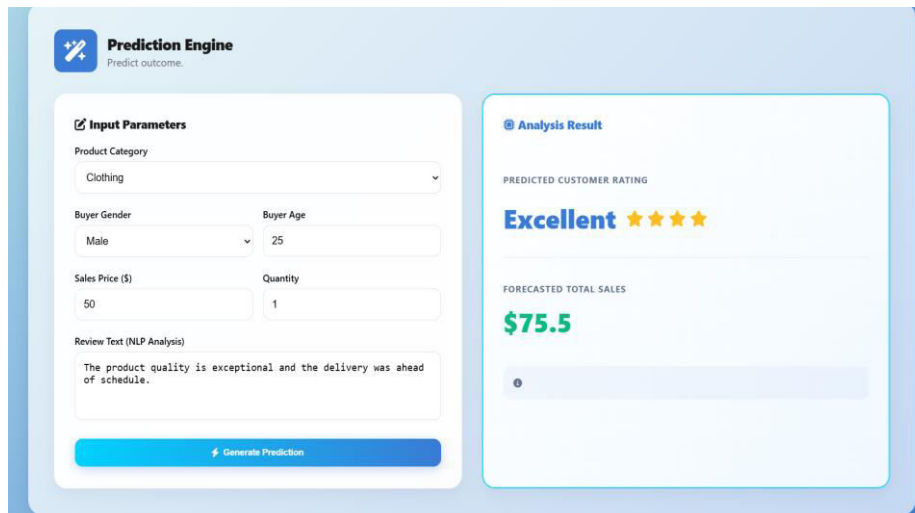 Prediction Engine
Predict outcome.
Input Parameters
Product Category
Clothing
Buyer Gender
Buyer Age
Male
25
Sales Price ($)
Quantity
50
1
Review Text (NLP Analysis)
The product quality is exceptional and the delivery was ahead
of schedule.
Generate Prediction
Analysis Result
PREDICTED CUSTOMER RATING
Excellent
FORECASTED TOTAL SALES
$75.5